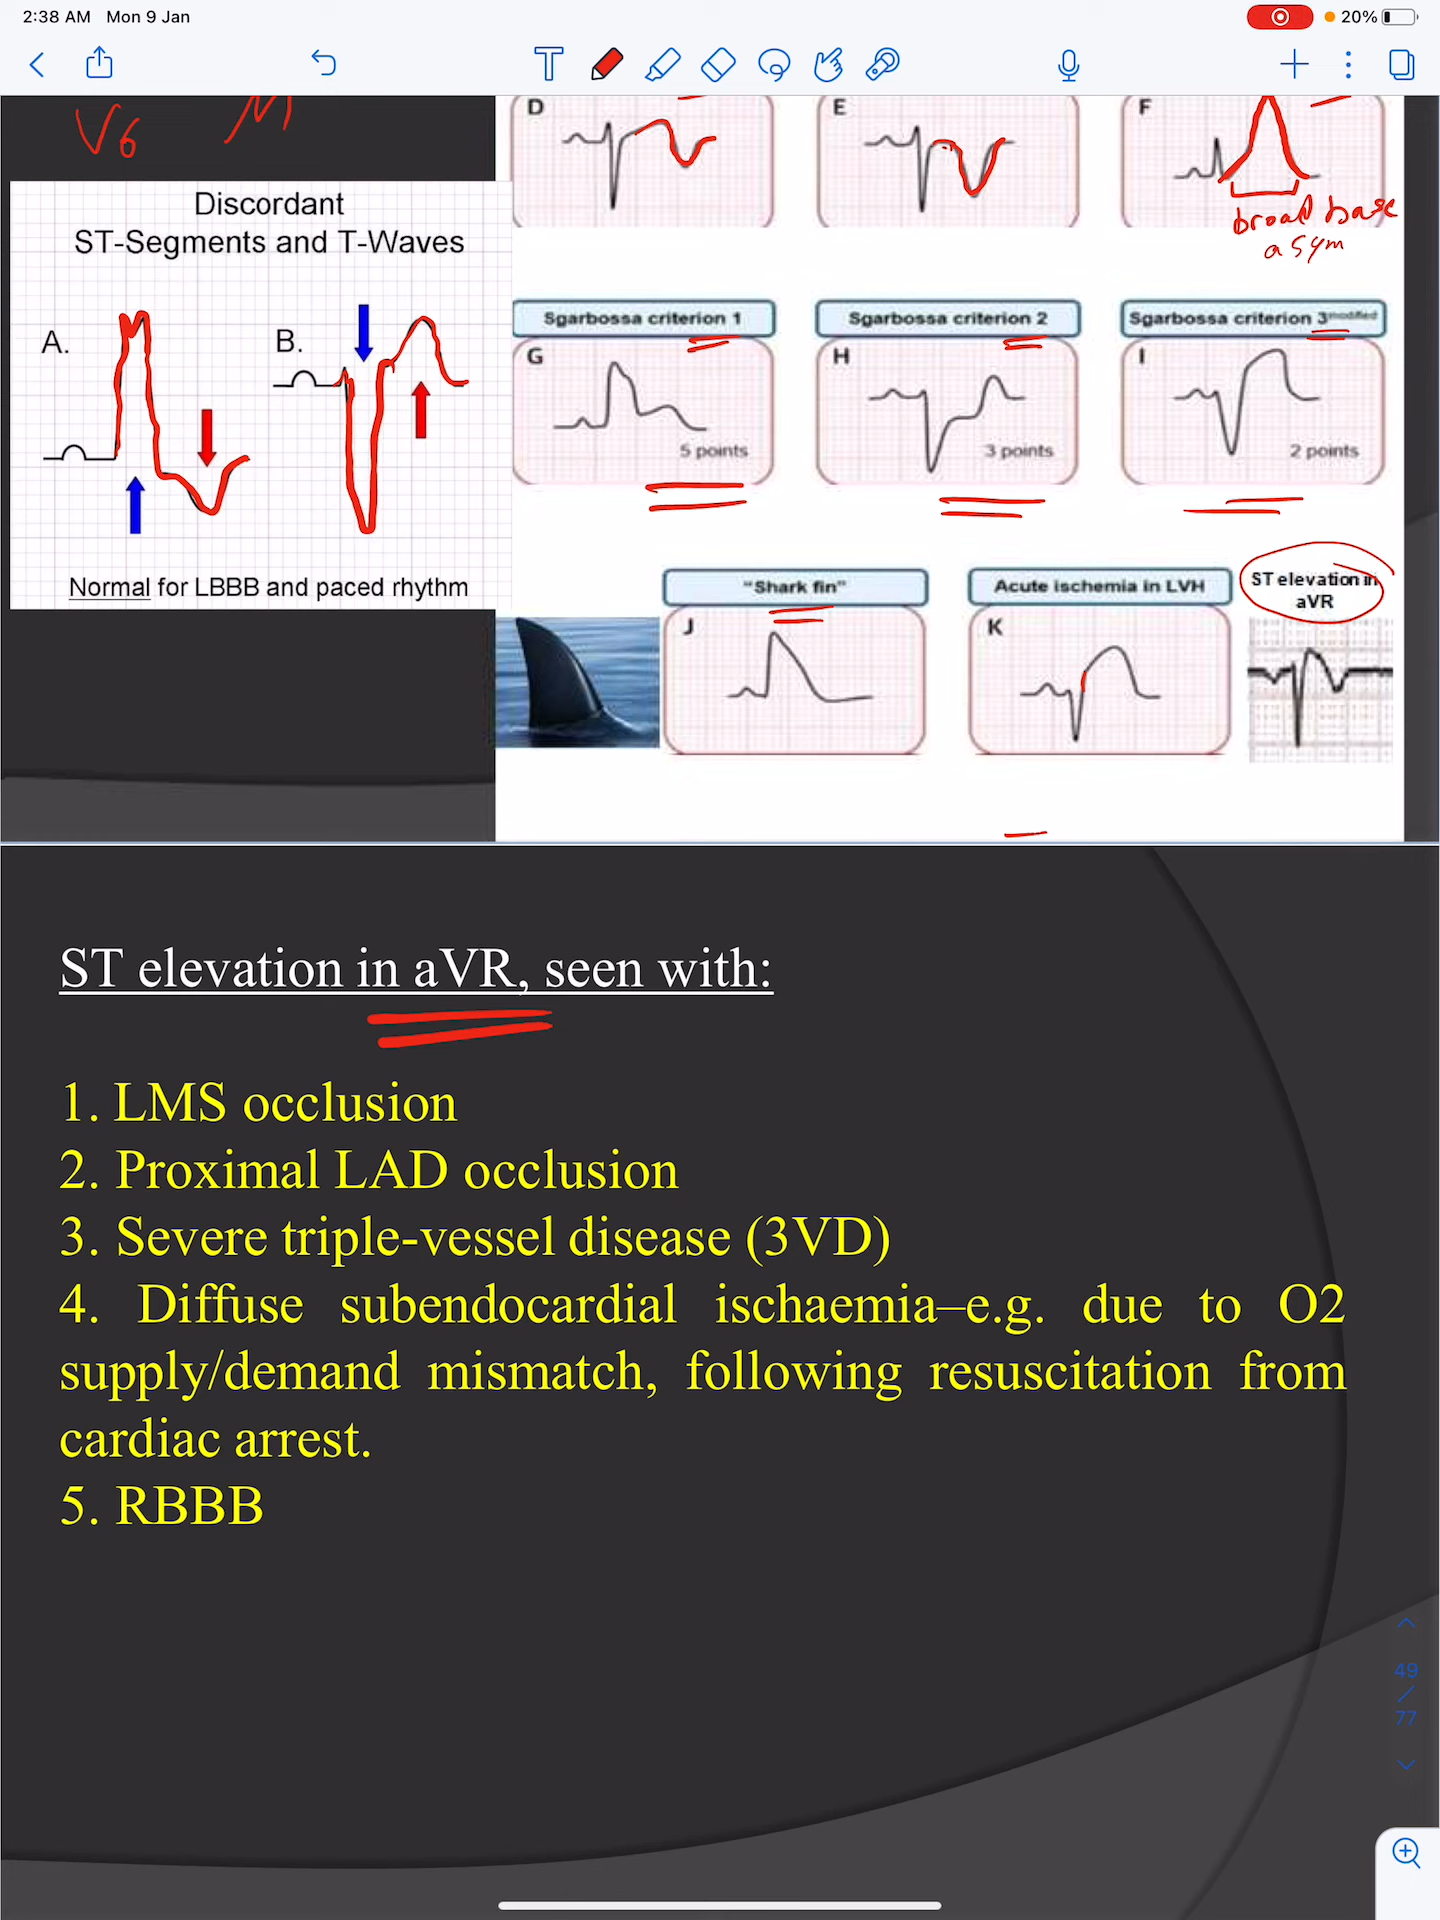 2:38 AM Mon 9 Jan
20%
V6 M
D
E
F
broad base
asym
Discordant
ST-Segments and T-Waves
A.
B.
Normal for LBBB and paced rhythm
Sgarbossa criterion 1
Sgarbossa criterion 2
Sgarbossa criterion 3modified
G
5 points
H
3 points
I
2 points
"Shark fin"
Acute ischemia in LVH
ST elevation in
aVR
J
K
ST elevation in aVR, seen with:
1. LMS occlusion
2. Proximal LAD occlusion
3. Severe triple-vessel disease (3VD)
4. Diffuse subendocardial ischaemia–e.g. due to O2
supply/demand mismatch, following resuscitation from
cardiac arrest.
5. RBBB
49
/
77